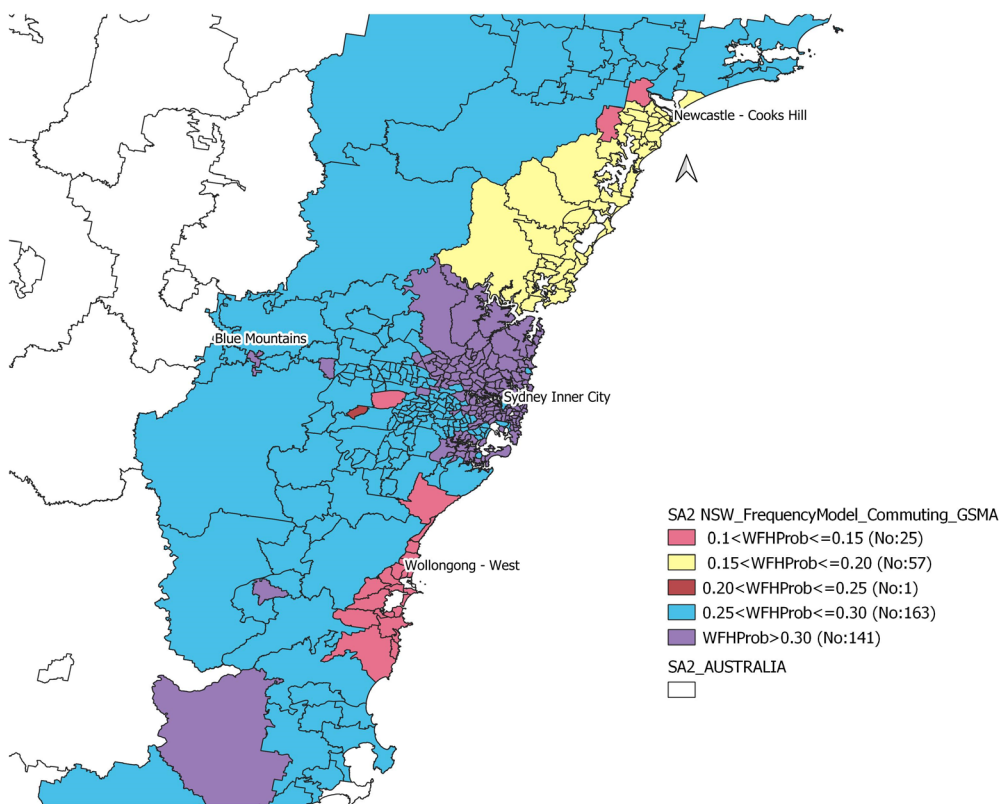 Newcastle - Cooks Hill
Blue Mountains
Sydney Inner City
Wollongong - West
SA2 NSW_FrequencyModel_Commuting_GSMA
0.1<WFHProb<=0.15 (No:25)
0.15<WFHProb<=0.20 (No:57)
0.20<WFHProb<=0.25 (No:1)
0.25<WFHProb<=0.30 (No:163)
WFHProb>0.30 (No:141)
SA2_AUSTRALIA